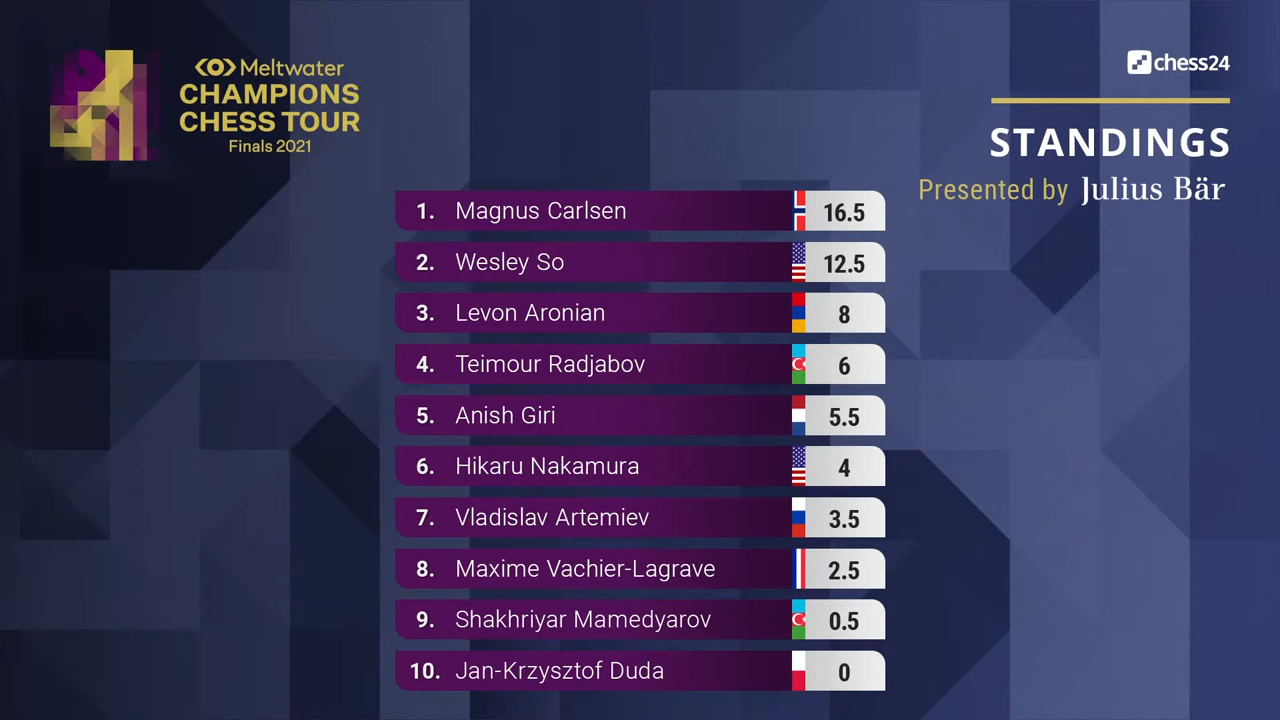 Meltwater
CHAMPIONS
CHESS TOUR
Finals 2021
chess24
STANDINGS
Presented by Julius Bär
1. Magnus Carlsen 16.5
2. Wesley So 12.5
3. Levon Aronian 8
4. Teimour Radjabov 6
5. Anish Giri 5.5
6. Hikaru Nakamura 4
7. Vladislav Artemiev 3.5
8. Maxime Vachier-Lagrave 2.5
9. Shakhriyar Mamedyarov 0.5
10. Jan-Krzysztof Duda 0